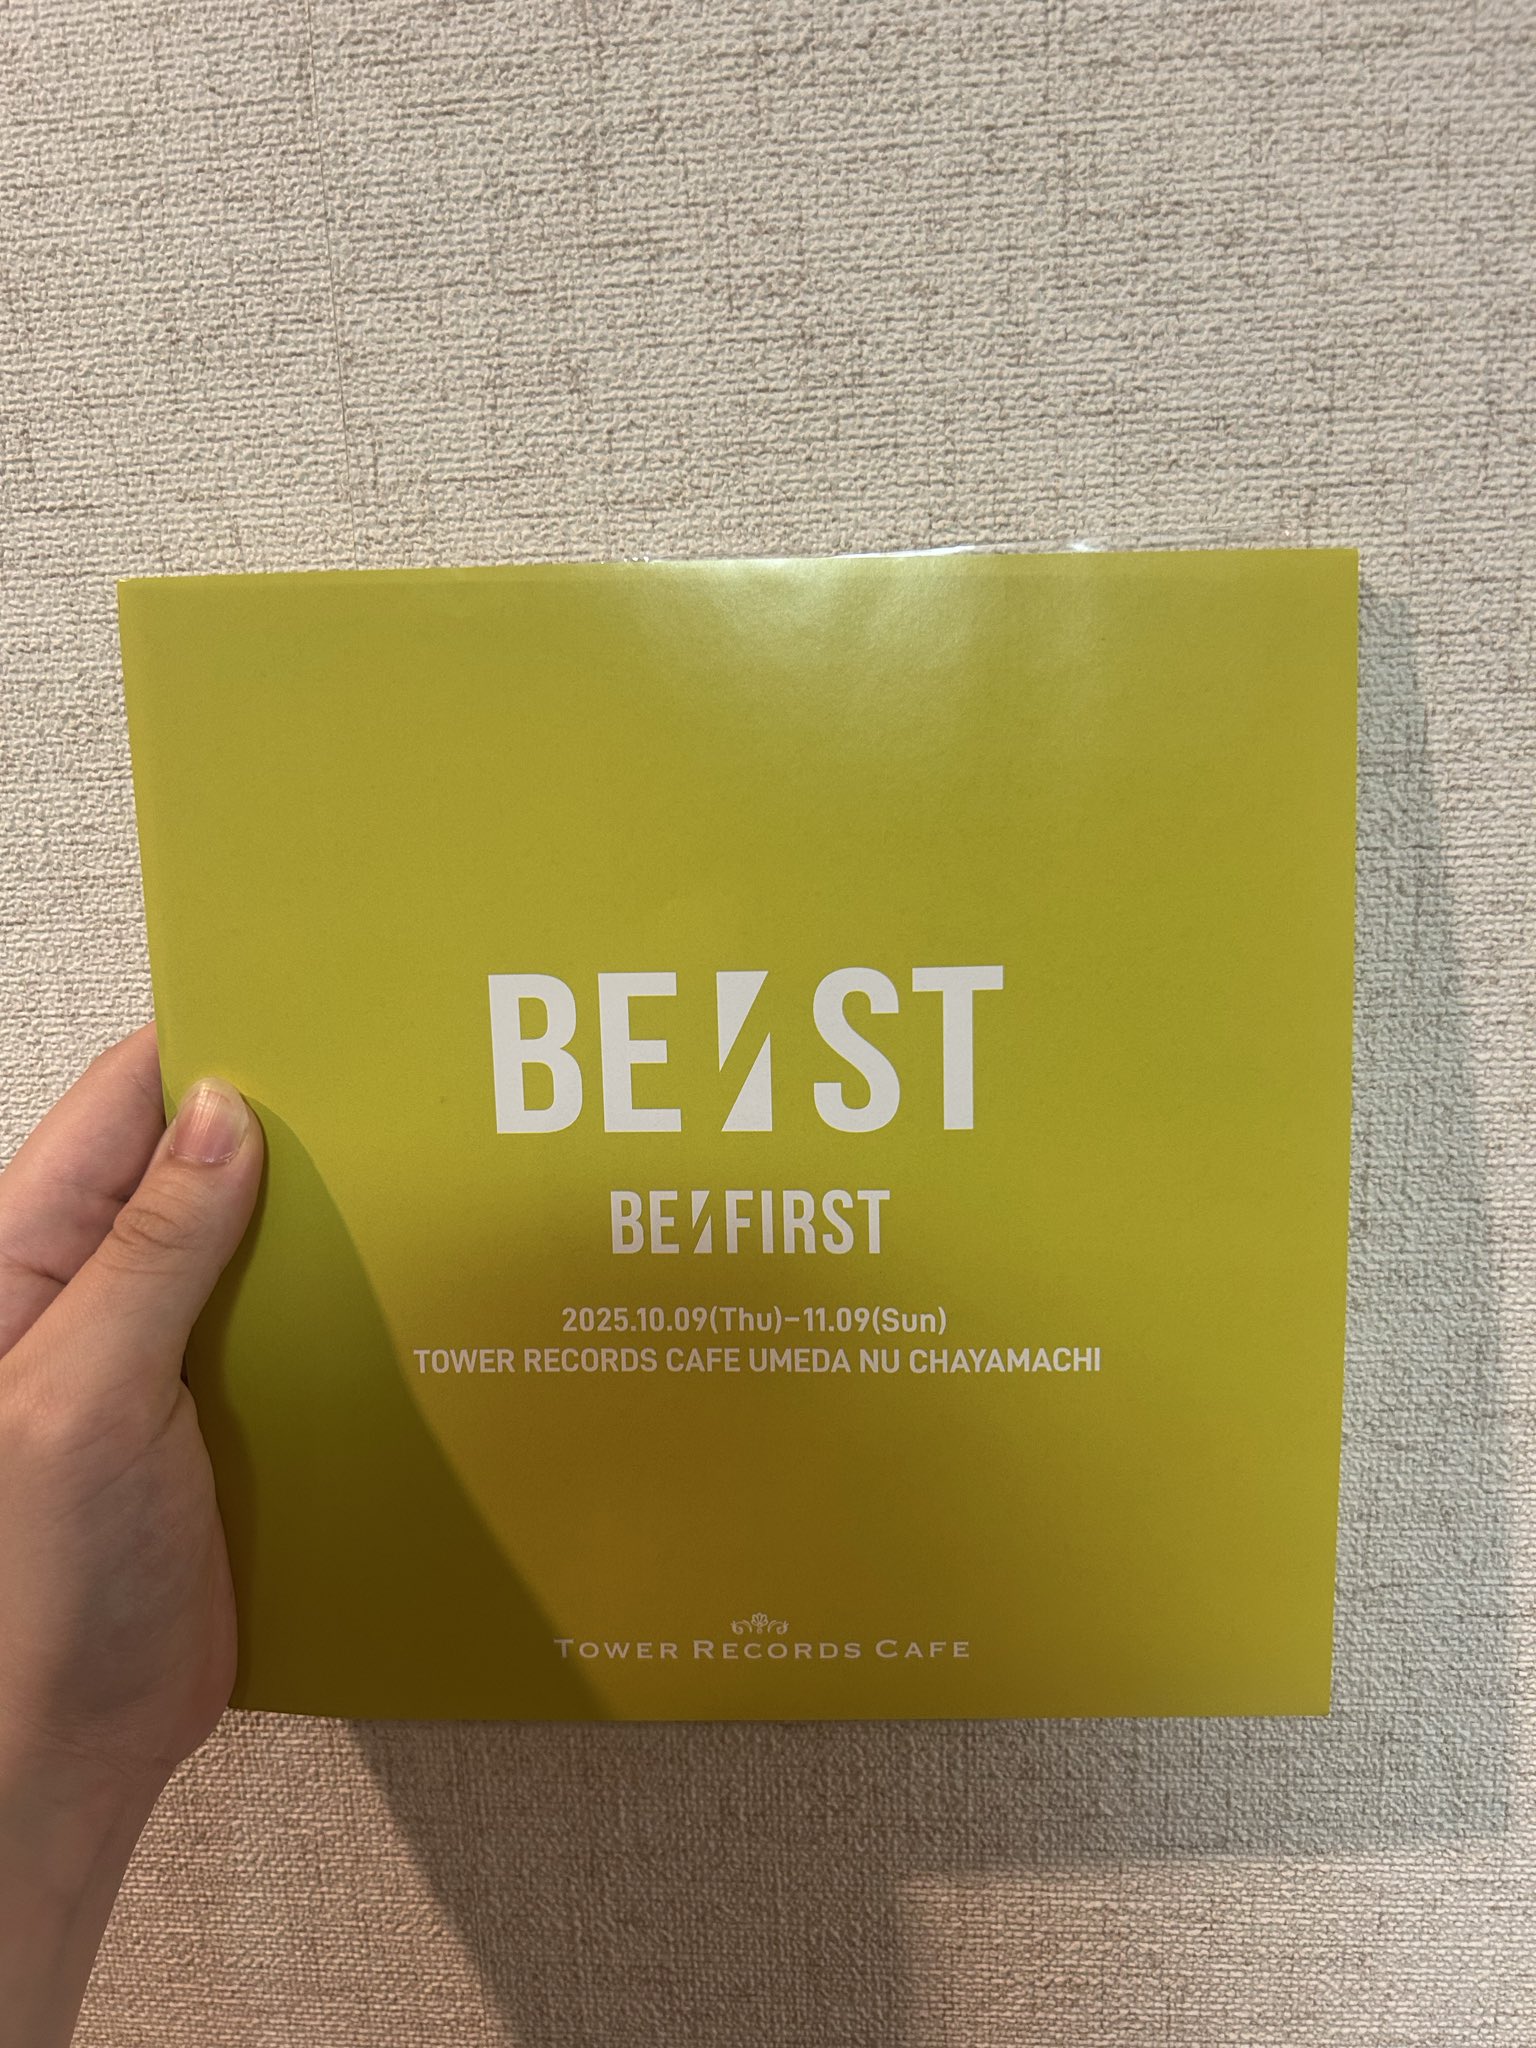 BE:ST
BE:FIRST
2025.10.09(Thu)-11.09(Sun)
TOWER RECORDS CAFE UMEDA NU CHAYAMACHI
TOWER RECORDS CAFE